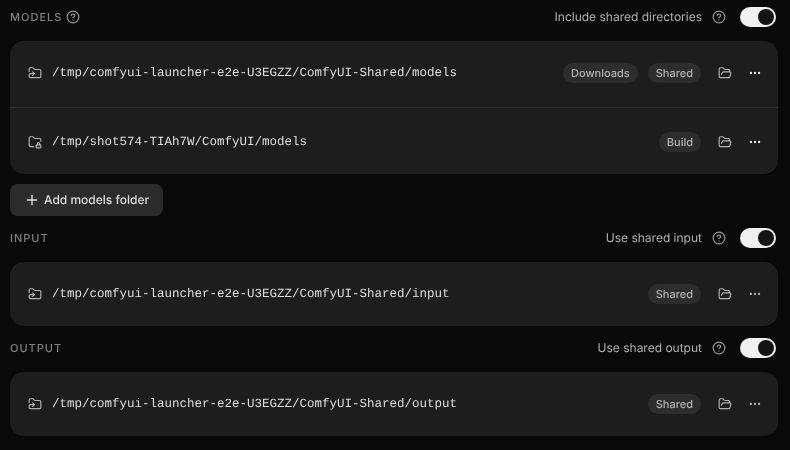 MODELS Include shared directories
/tmp/comfyui-launcher-e2e-U3EGZZ/ComfyUI-Shared/models Downloads Shared
/tmp/shot574-TIAh7W/ComfyUI/models Build
+ Add models folder
INPUT Use shared input
/tmp/comfyui-launcher-e2e-U3EGZZ/ComfyUI-Shared/input Shared
OUTPUT Use shared output
/tmp/comfyui-launcher-e2e-U3EGZZ/ComfyUI-Shared/output Shared